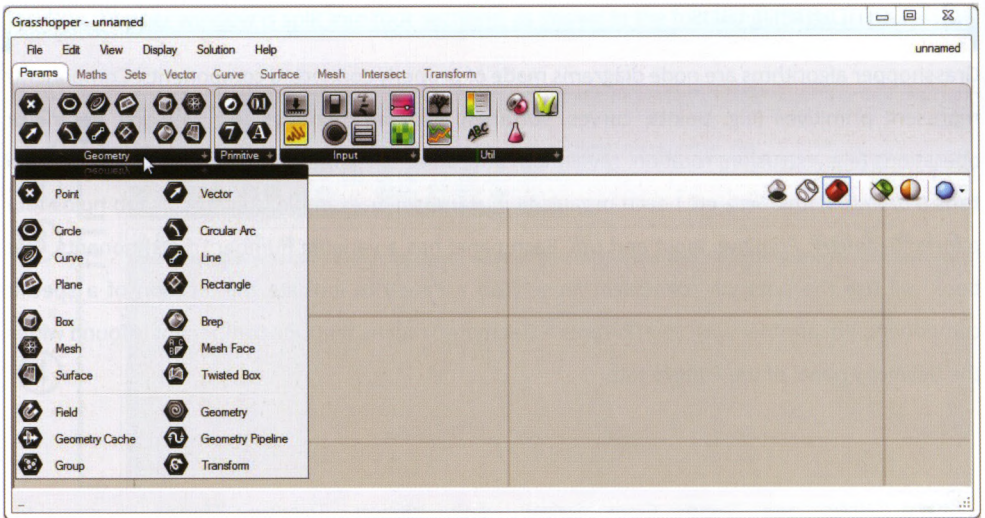 Grasshopper - unnamed
File Edit View Display Solution Help unnamed
Params Maths Sets Vector Curve Surface Mesh Intersect Transform
Geometry Primitive Input Util
Point Vector
Circle Circular Arc
Curve Line
Plane Rectangle
Box Brep
Mesh Mesh Face
Surface Twisted Box
Field Geometry
Geometry Cache Geometry Pipeline
Group Transform